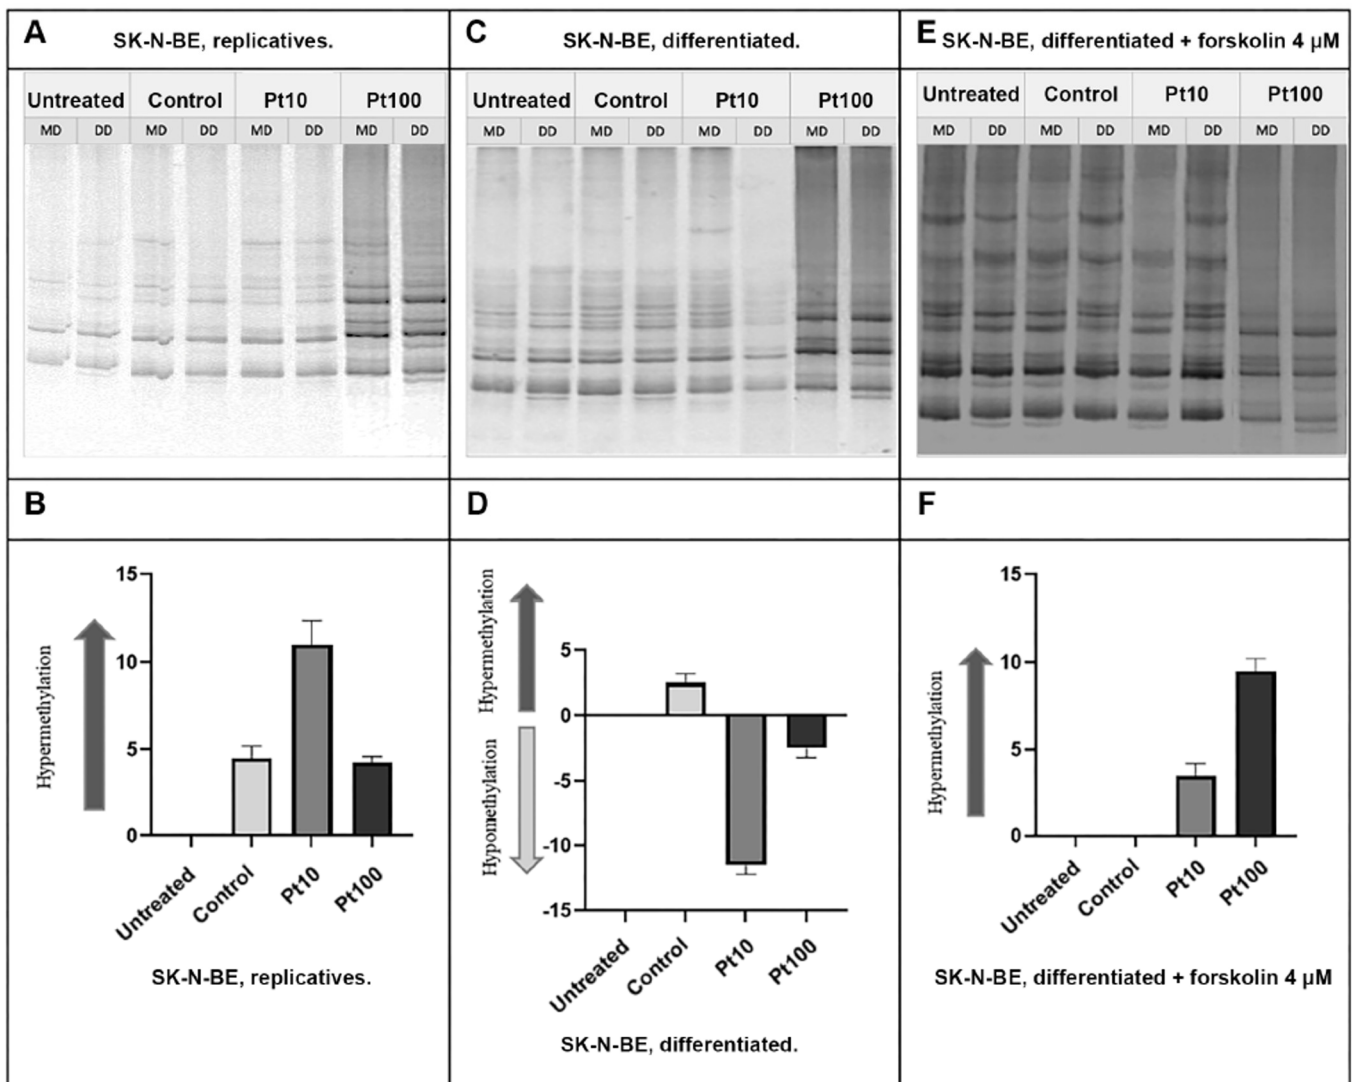 A
SK-N-BE, replicatives.
Untreated Control Pt10 Pt100
MD DD MD DD MD DD MD DD
C
SK-N-BE, differentiated.
Untreated Control Pt10 Pt100
MD DD MD DD MD DD MD DD
E SK-N-BE, differentiated + forskolin 4 µM
Untreated Control Pt10 Pt100
MD DD MD DD MD DD MD DD
B
Hypermethylation
15
10
5
0
Untreated
Control
Pt10
Pt100
SK-N-BE, replicatives.
D
Hypermethylation
Hypomethylation
5
0
-5
-10
-15
Untreated
Control
Pt10
Pt100
SK-N-BE, differentiated.
F
Hypermethylation
15
10
5
0
Untreated
Control
Pt10
Pt100
SK-N-BE, differentiated + forskolin 4 µM